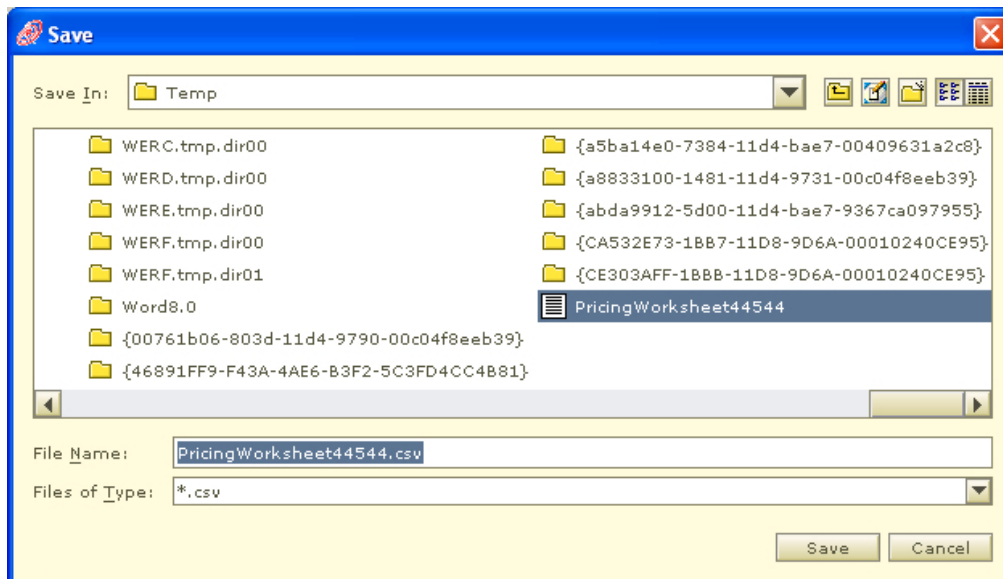 Save
Save In: Temp
WERC.tmp.dir00
WERD.tmp.dir00
WERE.tmp.dir00
WERF.tmp.dir00
WERF.tmp.dir01
Word8.0
{00761b06-803d-11d4-9790-00c04f8eeb39}
{46891FF9-F43A-4AE6-B3F2-5C3FD4CC4B81}
{a5ba14e0-7384-11d4-bae7-00409631a2c8}
{a8833100-1481-11d4-9731-00c04f8eeb39}
{abda9912-5d00-11d4-bae7-9367ca097955}
{CA532E73-1BB7-11D8-9D6A-00010240CE95}
{CE303AFF-1BBB-11D8-9D6A-00010240CE95}
PricingWorksheet44544
File Name: PricingWorksheet44544.csv
Files of Type: *.csv
Save Cancel